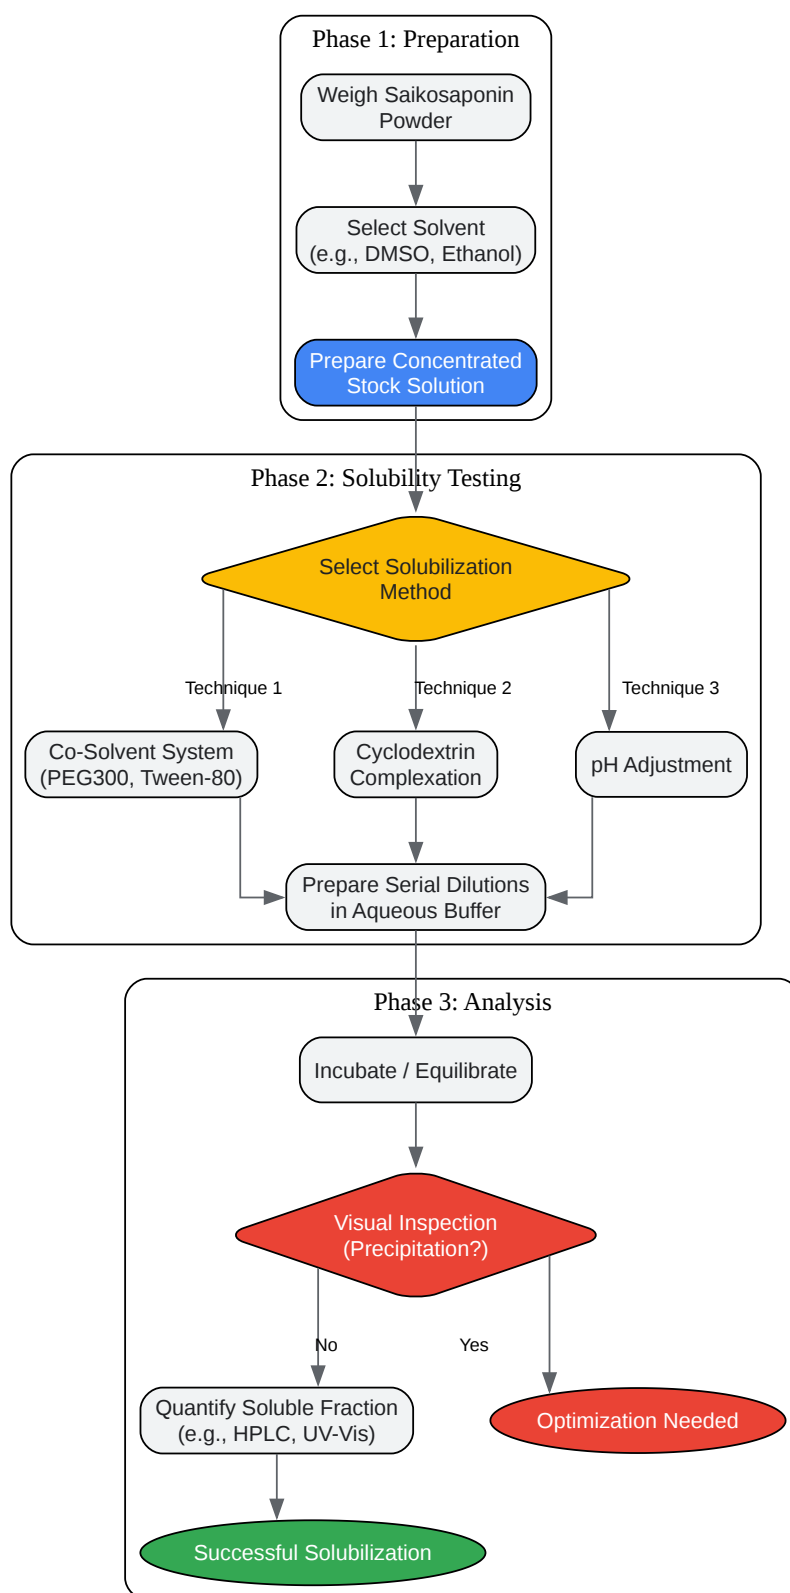 Phase 1: Preparation
Weigh Saikosaponin
Powder
Select Solvent
(e.g., DMSO, Ethanol)
Prepare Concentrated
Stock Solution
Phase 2: Solubility Testing
Select Solubilization
Method
Technique 1
Technique 2
Technique 3
Co-Solvent System
(PEG300, Tween-80)
Cyclodextrin
Complexation
pH Adjustment
Prepare Serial Dilutions
in Aqueous Buffer
Phase 3: Analysis
Incubate / Equilibrate
Visual Inspection
(Precipitation?)
No
Yes
Quantify Soluble Fraction
(e.g., HPLC, UV-Vis)
Optimization Needed
Successful Solubilization